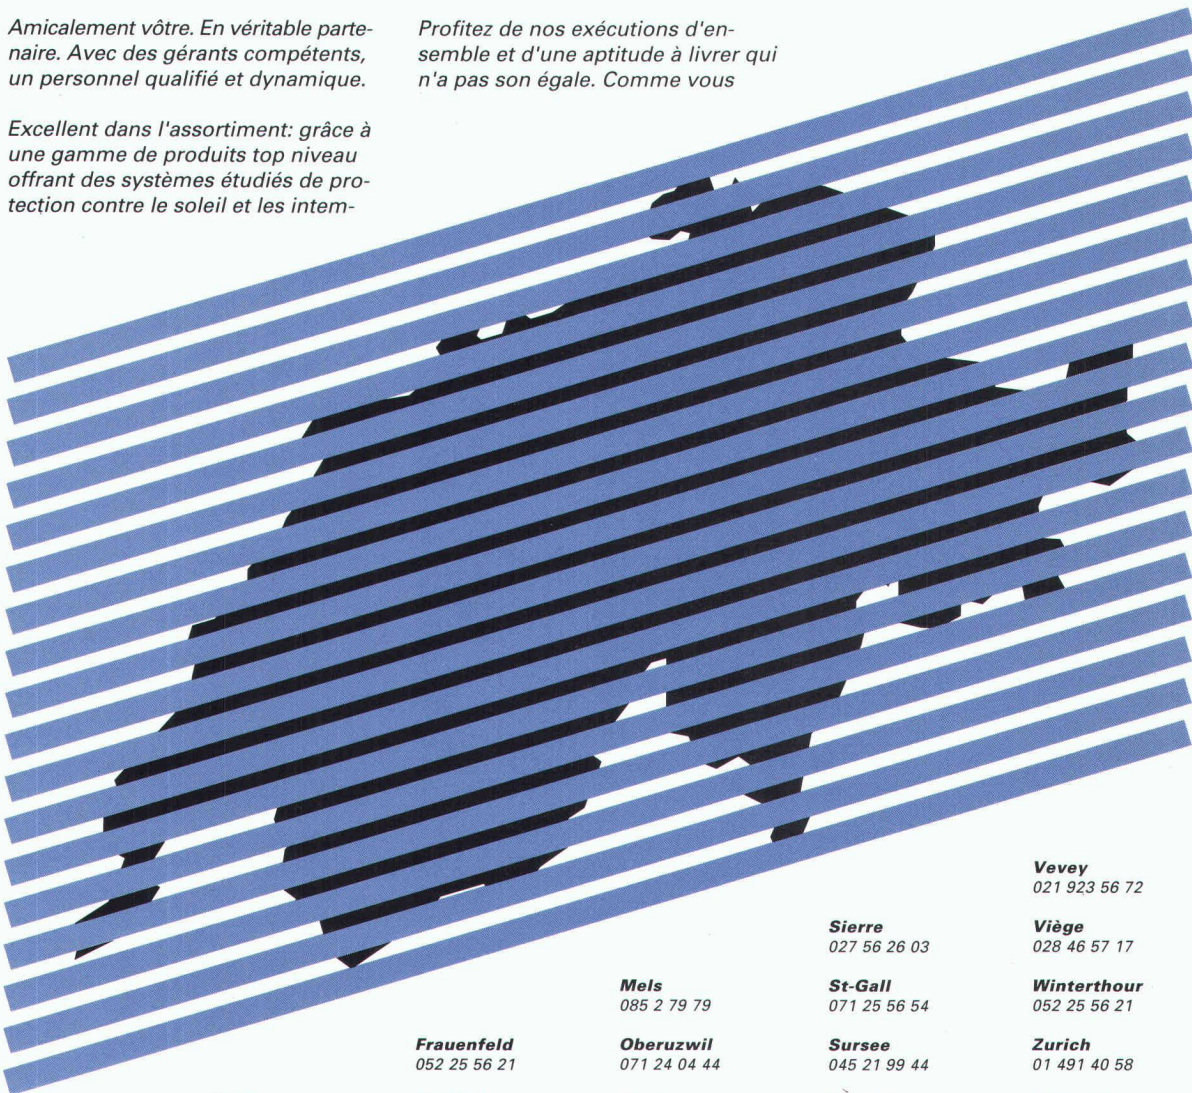 Amicalement vôtre. En véritable parte-
naire. Avec des gérants compétents,
un personnel qualifié et dynamique.
Excellent dans l'assortiment: grâce à
une gamme de produits top niveau
offrant des systèmes étudiés de pro-
tection contre le soleil et les intem-
Profitez de nos exécutions d'en-
semble et d'une aptitude à livrer qui
n'a pas son égale. Comme vous
Vevey
021 923 56 72
Sierre
027 56 26 03
Viège
028 46 57 17
Mels
085 2 79 79
St-Gall
071 25 56 54
Winterthour
052 25 56 21
Frauenfeld
052 25 56 21
Oberuzwil
071 24 04 44
Sursee
045 21 99 44
Zurich
01 491 40 58